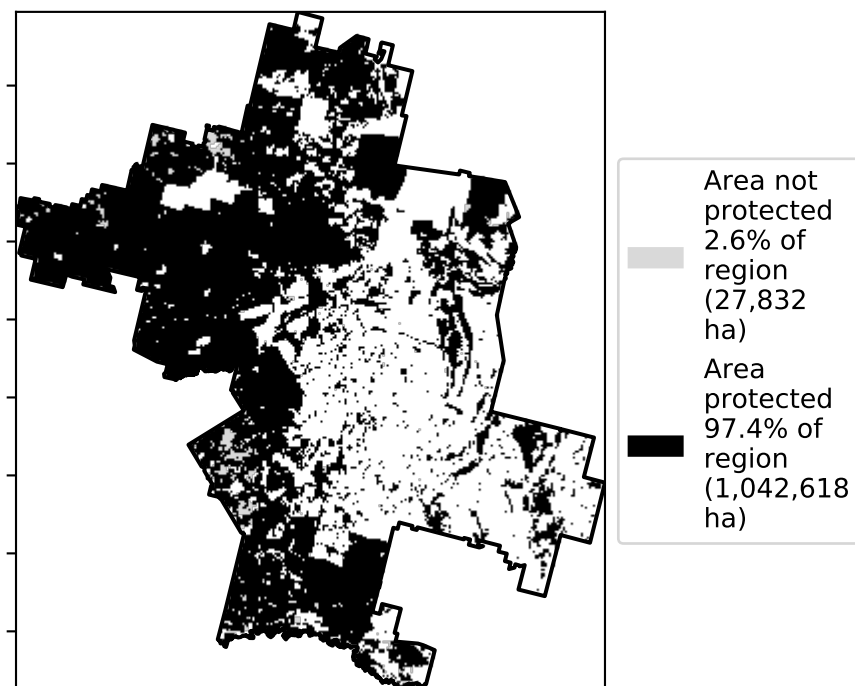 Area not
protected
2.6% of
region
(27,832
ha)
Area
protected
97.4% of
region
(1,042,618
ha)